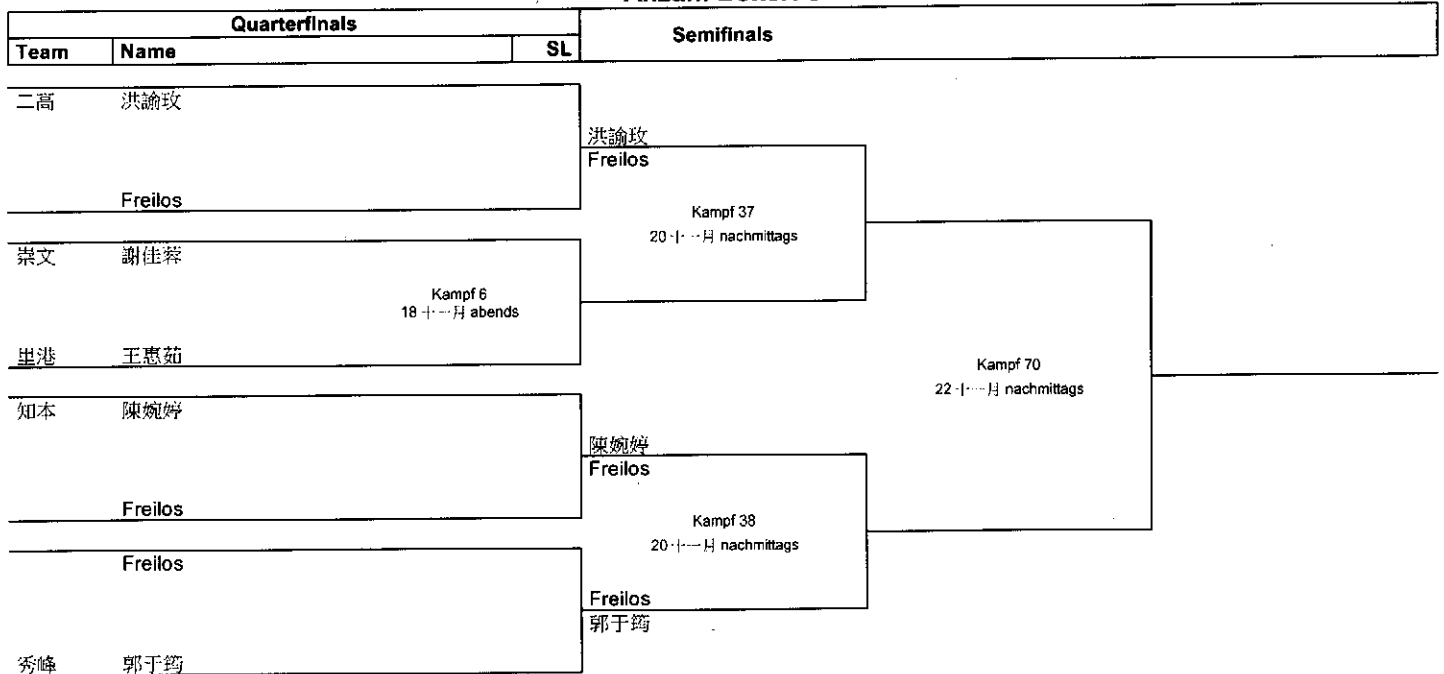 Quarterfinals
Semifinals
Team Name SL
二高 洪諭玫
洪諭玫
Freilos
Freilos
Kampf 37
20 十一月 nachmittags
崇文 謝佳蓉
Kampf 6
18 十一月 abends
里港 王惠茹
Kampf 70
22 十一月 nachmittags
知本 陳婉婷
陳婉婷
Freilos
Freilos
Kampf 38
20 十一月 nachmittags
Freilos
Freilos
郭于筠
秀峰 郭于筠